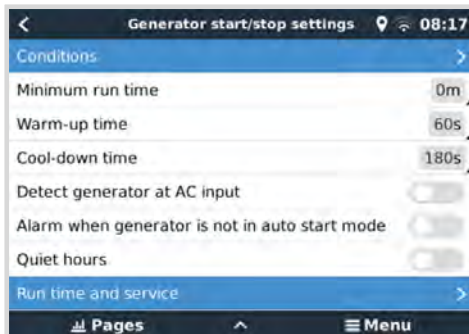 Generator start/stop settings 08:17
Conditions
Minimum run time 0m
Warm-up time 60s
Cool-down time 180s
Detect generator at AC input
Alarm when generator is not in auto start mode
Quiet hours
Run time and service
Pages Menu